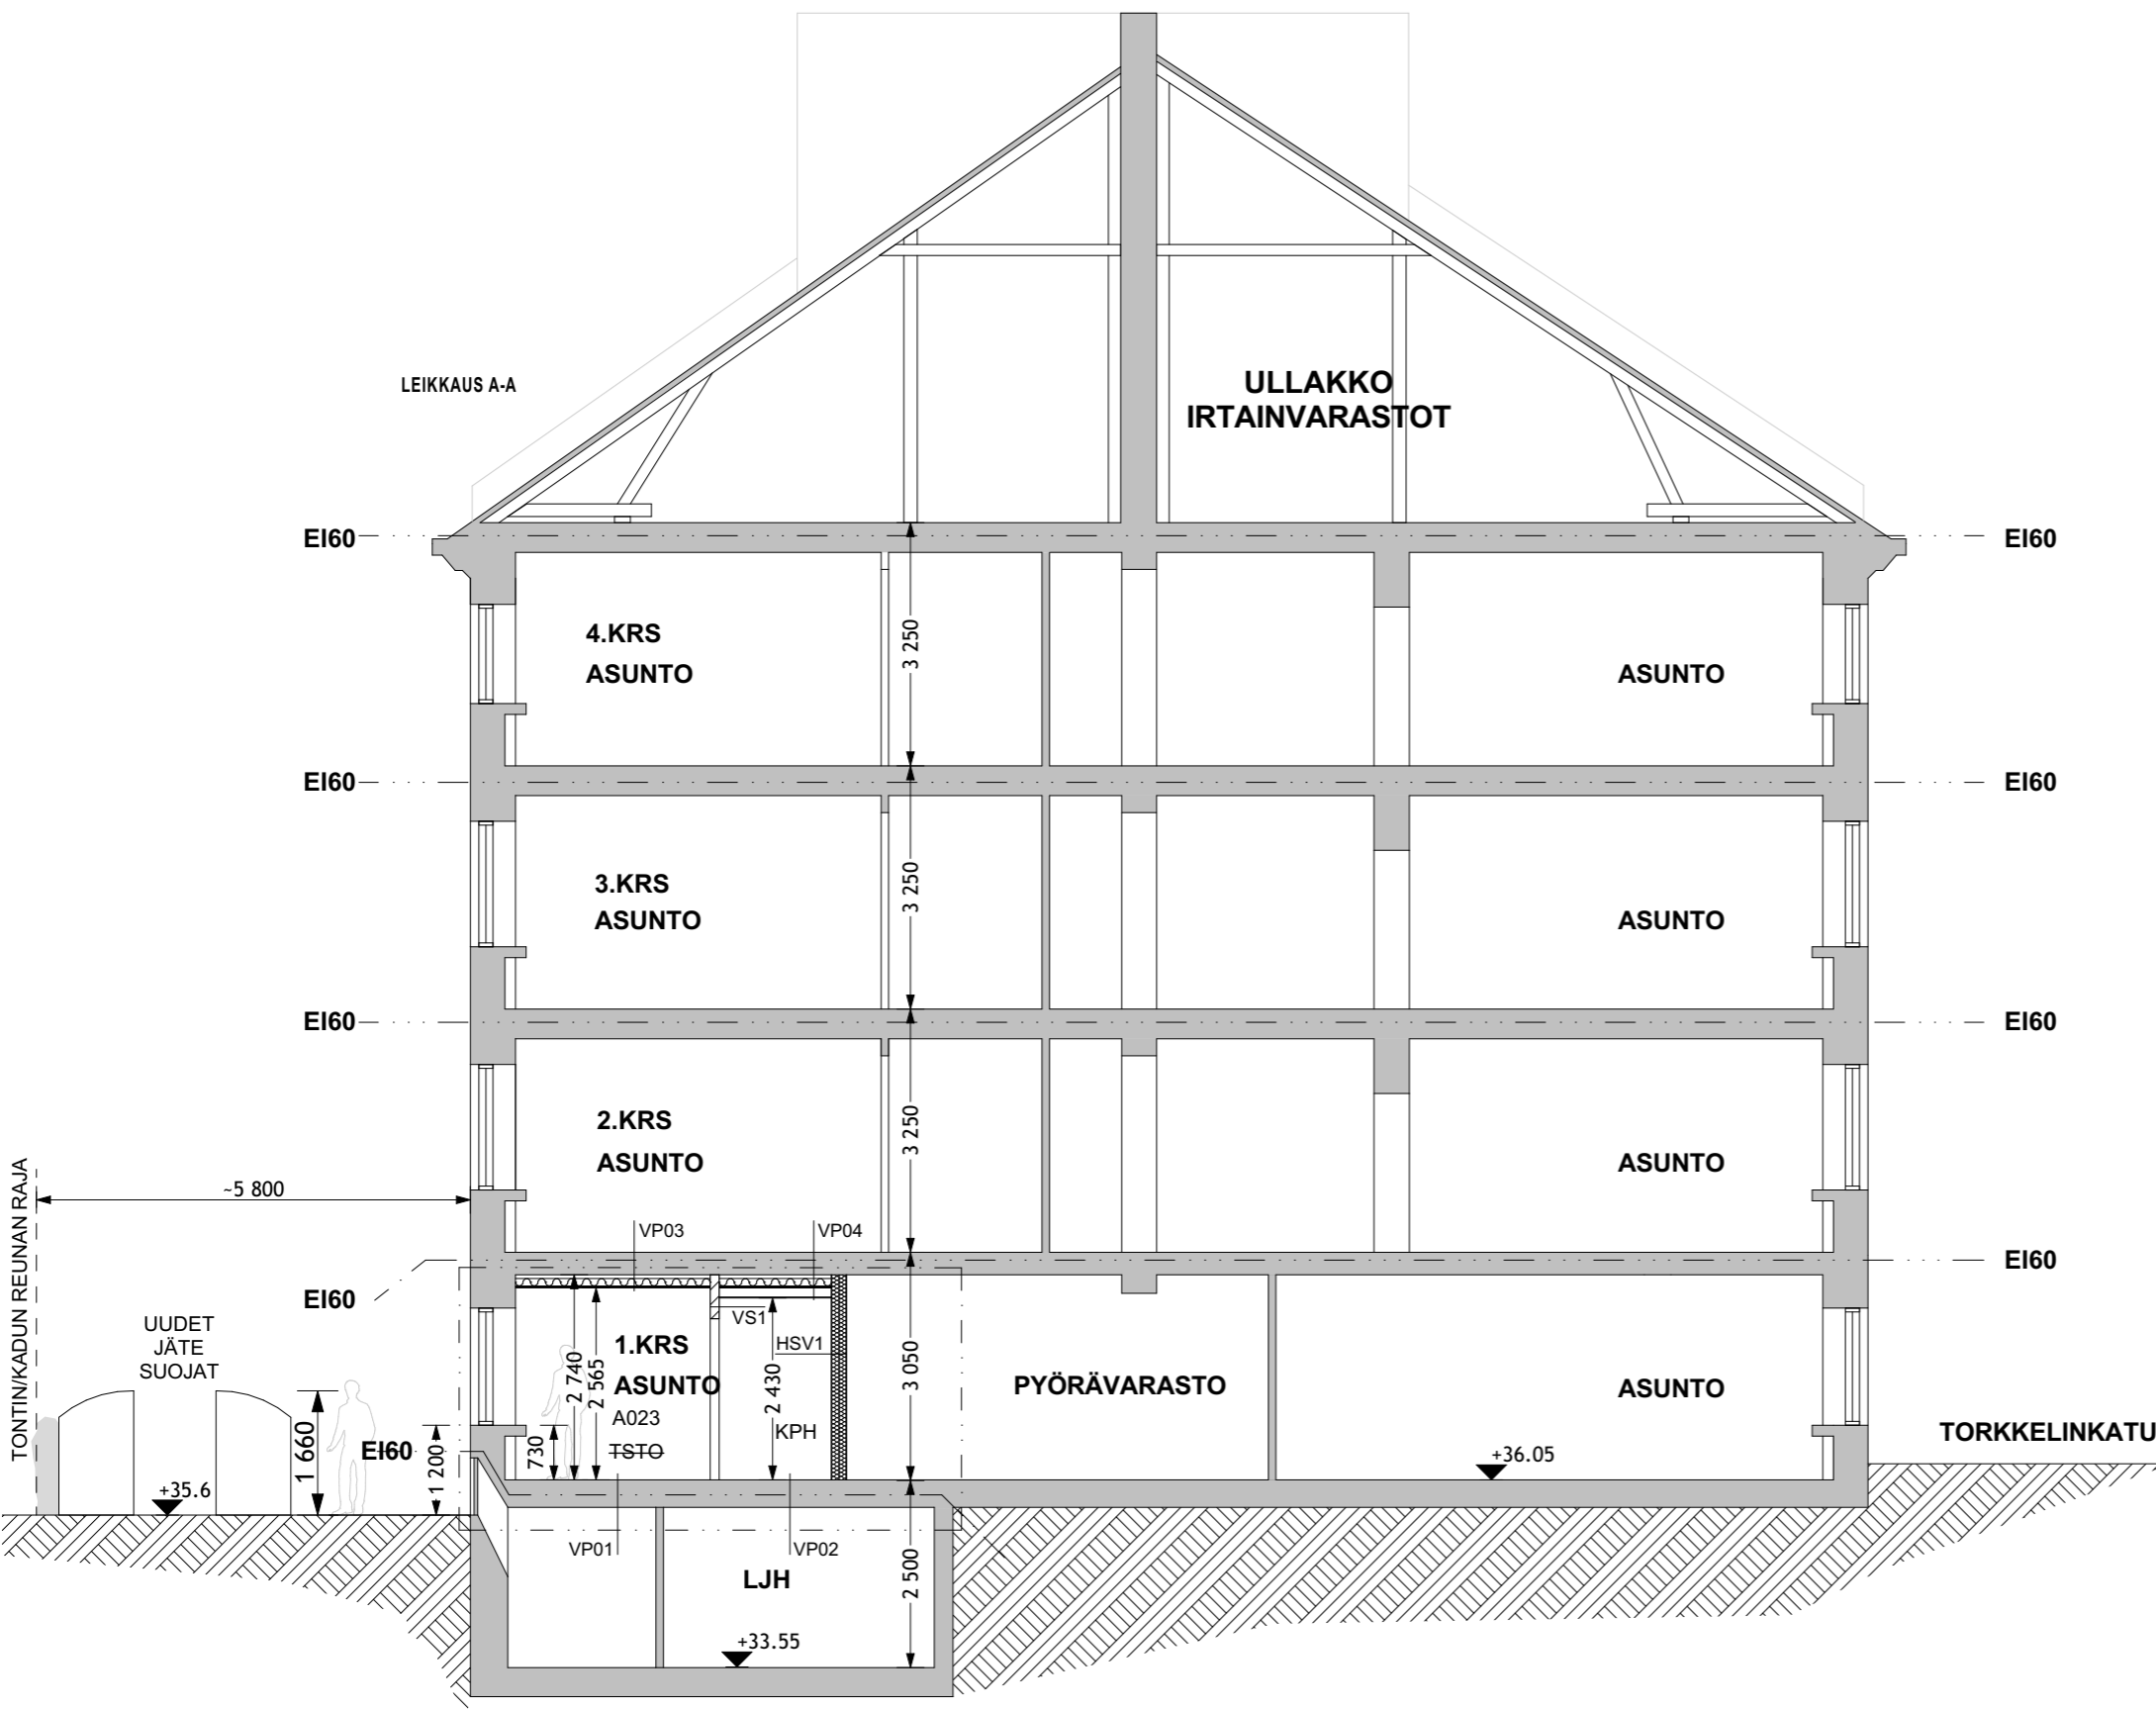 LEIKKAUS A-A
ULLAKKO
IRTAINVARASTOT
EI60
EI60
4.KRS
ASUNTO
3 250
ASUNTO
EI60
EI60
3.KRS
ASUNTO
3 250
ASUNTO
EI60
EI60
2.KRS
ASUNTO
3 250
ASUNTO
TONTIN/KADUN REUNAN RAJA
~5 800
VP03
VP04
EI60
EI60
UUDET
JÄTE
SUOJAT
1.KRS
ASUNTO
A023
TSTO
2 740
2 565
730
VS1
HSV1
2 430
KPH
3 050
PYÖRÄVARASTO
ASUNTO
TORKKELINKATU
1 660
EI60
1 200
+35.6
+36.05
VP01
VP02
LJH
2 500
+33.55